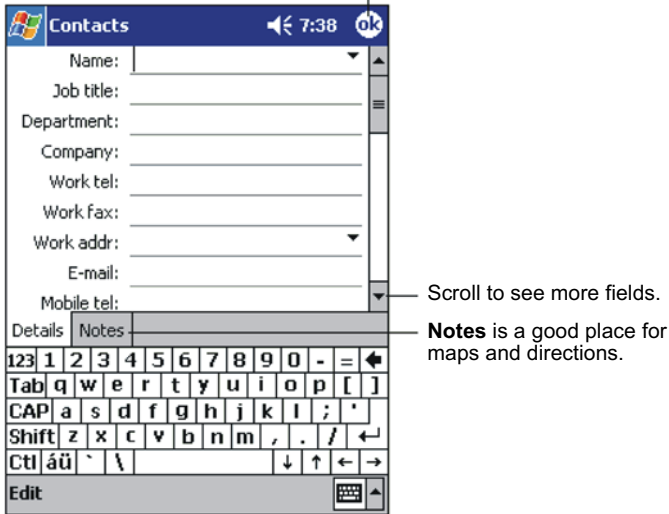 Contacts 7:38 ok
Name:
Job title:
Department:
Company:
Work tel:
Work fax:
Work addr:
E-mail:
Mobile tel:
Scroll to see more fields.
Details Notes
Notes is a good place for
maps and directions.
123 1 2 3 4 5 6 7 8 9 0 - =
Tab q w e r t y u i o p [ ]
CAP a s d f g h j k l ; '
Shift z x c v b n m , . /
Ctl áü ` \ ↓ ↑ ← →
Edit